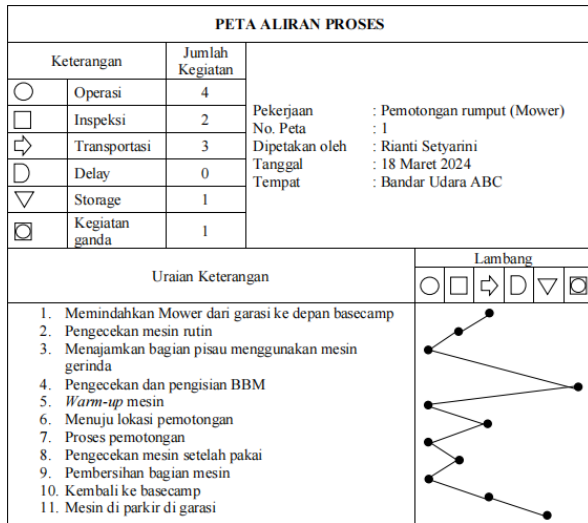 PETA ALIRAN PROSES
Keterangan
Jumlah
Kegiatan
Operasi 4
Inspeksi 2
Transportasi 3
Delay 0
Storage 1
Kegiatan
ganda
1
Pekerjaan : Pemotongan rumput (Mower)
No. Peta : 1
Dipetakan oleh : Rianti Setyarini
Tanggal : 18 Maret 2024
Tempat : Bandar Udara ABC
Uraian Keterangan
Lambang
1. Memindahkan Mower dari garasi ke depan basecamp
2. Pengecekan mesin rutin
3. Menajamkan bagian pisau menggunakan mesin
gerinda
4. Pengecekan dan pengisian BBM
5. Warm-up mesin
6. Menuju lokasi pemotongan
7. Proses pemotongan
8. Pengecekan mesin setelah pakai
9. Pembersihan bagian mesin
10. Kembali ke basecamp
11. Mesin di parkir di garasi